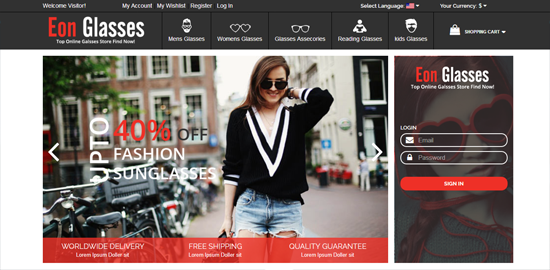 Welcome Visitor! My Account My Wishlist Register Log In Select Language: Your Currency: $
Eon Glasses
Top Online Galsses Store Find Now!
Mens Glasses Womens Glasses Glasses Assecories Reading Glasses kids Glasses SHOPPING CART
UPTO:
40% OFF
FASHION
SUNGLASSES
WORLDWIDE DELIVERY FREE SHIPPING QUALITY GUARANTEE
Lorem Ipsum Doller sit Lorem Ipsum Doller sit Lorem Ipsum Doller sit
Eon Glasses
Top Online Galsses Store Find Now!
LOGIN
Email
Password
SIGN IN